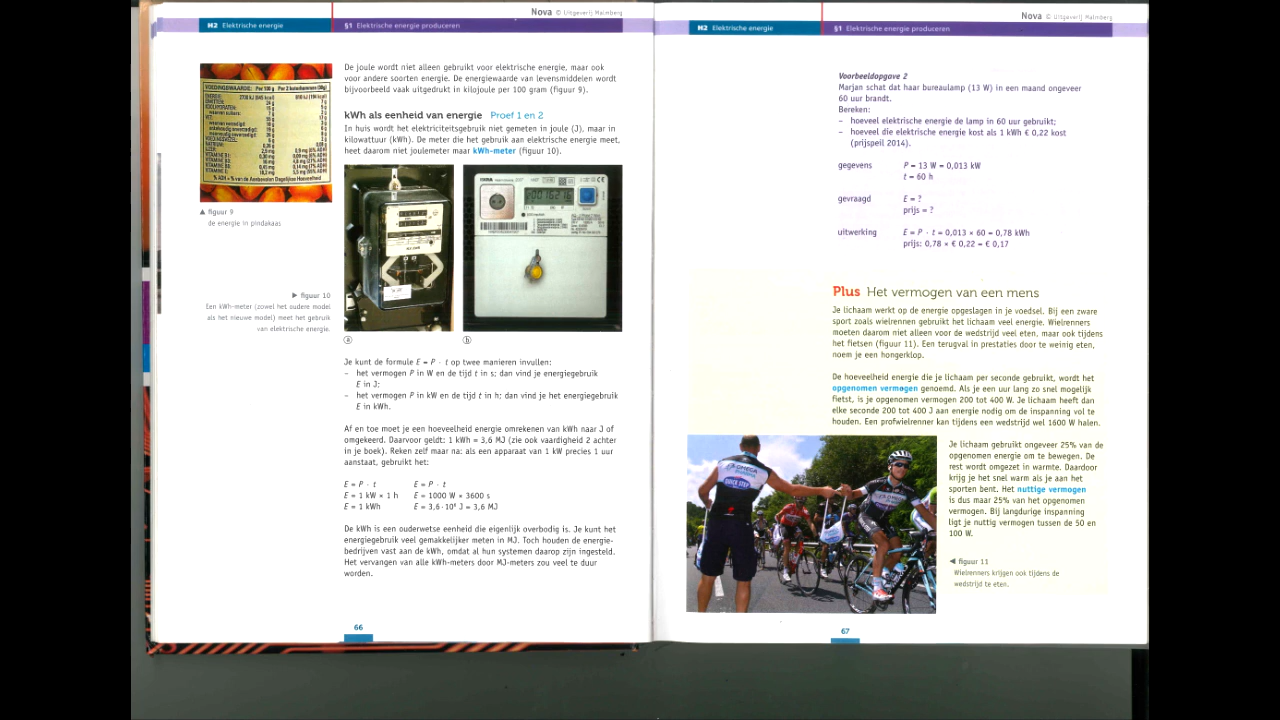 Nova © Uitgeverij Malmberg
H2 Elektrische energie §1 Elektrische energie produceren
VOEDINGSWAARDE: Per 100 g
▲ figuur 9
de energie in pindakaas
De joule wordt niet alleen gebruikt voor elektrische energie, maar ook
voor andere soorten energie. De energiewaarde van levensmiddelen wordt
bijvoorbeeld vaak uitgedrukt in kilojoule per 100 gram (figuur 9).
kWh als eenheid van energie Proef 1 en 2
In huis wordt het elektriciteitsgebruik niet gemeten in joule (J), maar in
kilowattuur (kWh). De meter die het gebruik aan elektrische energie meet,
heet daarom niet joulemeter maar kWh-meter (figuur 10).
▶ figuur 10
Een kWh-meter (zowel het oudere model
als het nieuwe model) meet het gebruik
van elektrische energie.
a b
Je kunt de formule E = P · t op twee manieren invullen:
– het vermogen P in W en de tijd t in s; dan vind je energiegebruik
E in J;
– het vermogen P in kW en de tijd t in h; dan vind je het energiegebruik
E in kWh.
Af en toe moet je een hoeveelheid energie omrekenen van kWh naar J of
omgekeerd. Daarvoor geldt: 1 kWh = 3,6 MJ (zie ook vaardigheid 2 achter
in je boek). Reken zelf maar na: als een apparaat van 1 kW precies 1 uur
aanstaat, gebruikt het:
E = P · t E = P · t
E = 1 kW × 1 h E = 1000 W × 3600 s
E = 1 kWh E = 3,6 · 10⁶ J = 3,6 MJ
De kWh is een ouderwetse eenheid die eigenlijk overbodig is. Je kunt het
energiegebruik veel gemakkelijker meten in MJ. Toch houden de energie-
bedrijven vast aan de kWh, omdat al hun systemen daarop zijn ingesteld.
Het vervangen van alle kWh-meters door MJ-meters zou veel te duur
worden.
66
Nova © Uitgeverij Malmberg
H2 Elektrische energie §1 Elektrische energie produceren
Voorbeeldopgave 2
Marjan schat dat haar bureaulamp (13 W) in een maand ongeveer
60 uur brandt.
Bereken:
– hoeveel elektrische energie de lamp in 60 uur gebruikt;
– hoeveel die elektrische energie kost als 1 kWh € 0,22 kost
(prijspeil 2014).
gegevens P = 13 W = 0,013 kW
t = 60 h
gevraagd E = ?
prijs = ?
uitwerking E = P · t = 0,013 × 60 = 0,78 kWh
prijs: 0,78 × € 0,22 = € 0,17
Plus Het vermogen van een mens
Je lichaam werkt op de energie opgeslagen in je voedsel. Bij een zware
sport zoals wielrennen gebruikt het lichaam veel energie. Wielrenners
moeten daarom niet alleen voor de wedstrijd veel eten, maar ook tijdens
het fietsen (figuur 11). Een terugval in prestaties door te weinig eten,
noem je een hongerklop.
De hoeveelheid energie die je lichaam per seconde gebruikt, wordt het
opgenomen vermogen genoemd. Als je een uur lang zo snel mogelijk
fietst, is je opgenomen vermogen 200 tot 400 W. Je lichaam heeft dan
elke seconde 200 tot 400 J aan energie nodig om de inspanning vol te
houden. Een profwielrenner kan tijdens een wedstrijd wel 1600 W halen.
Je lichaam gebruikt ongeveer 25% van de
opgenomen energie om te bewegen. De
rest wordt omgezet in warmte. Daardoor
krijg je het snel warm als je aan het
sporten bent. Het nuttige vermogen
is dus maar 25% van het opgenomen
vermogen. Bij langdurige inspanning
ligt je nuttig vermogen tussen de 50 en
100 W.
QUICK STEP
◀ figuur 11
Wielrenners krijgen ook tijdens de
wedstrijd te eten.
67